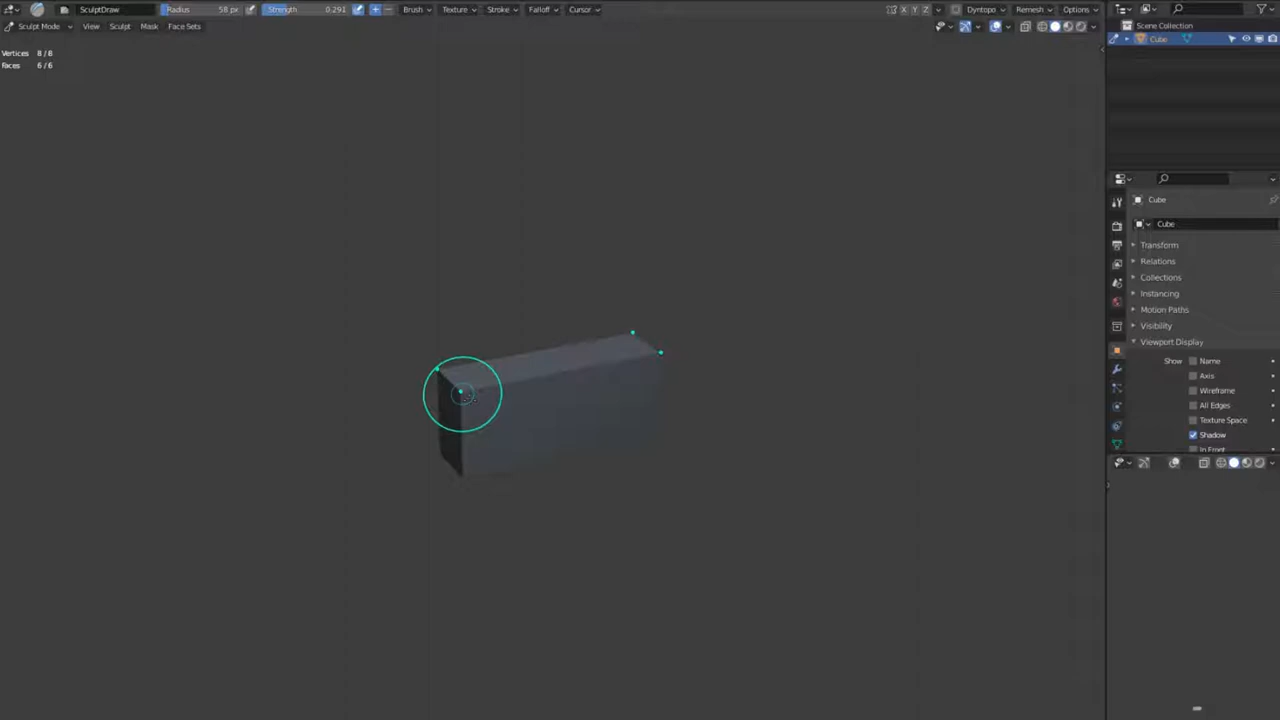 SculptDraw Radius 58 px Strength 0.291 Brush Texture Stroke Falloff Cursor X Y Z Dyntopo Remesh Options
Sculpt Mode View Sculpt Mask Face Sets
Vertices 8 / 8
Faces 6 / 6
Scene Collection
Cube
Cube
Cube
Transform
Relations
Collections
Instancing
Motion Paths
Visibility
Viewport Display
Show Name
Axis
Wireframe
All Edges
Texture Space
Shadow
In Front